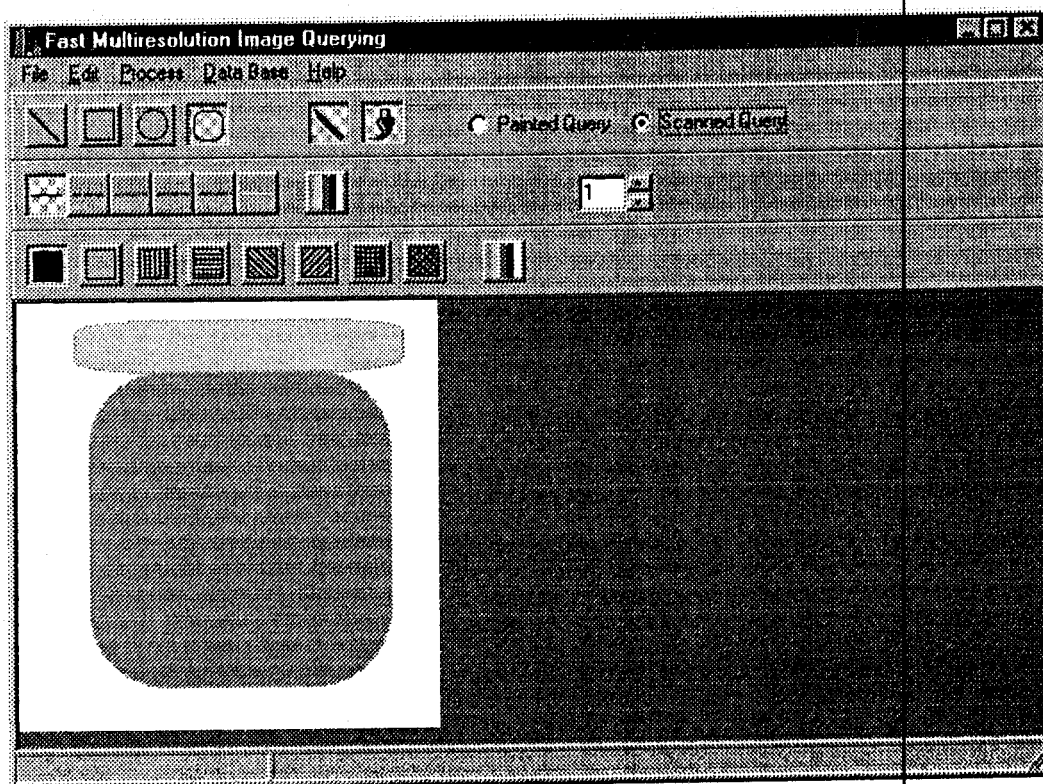 Fast Multiresolution Image Querying
File Edit Process Data Base Help
Painted Query Scanned Query
1